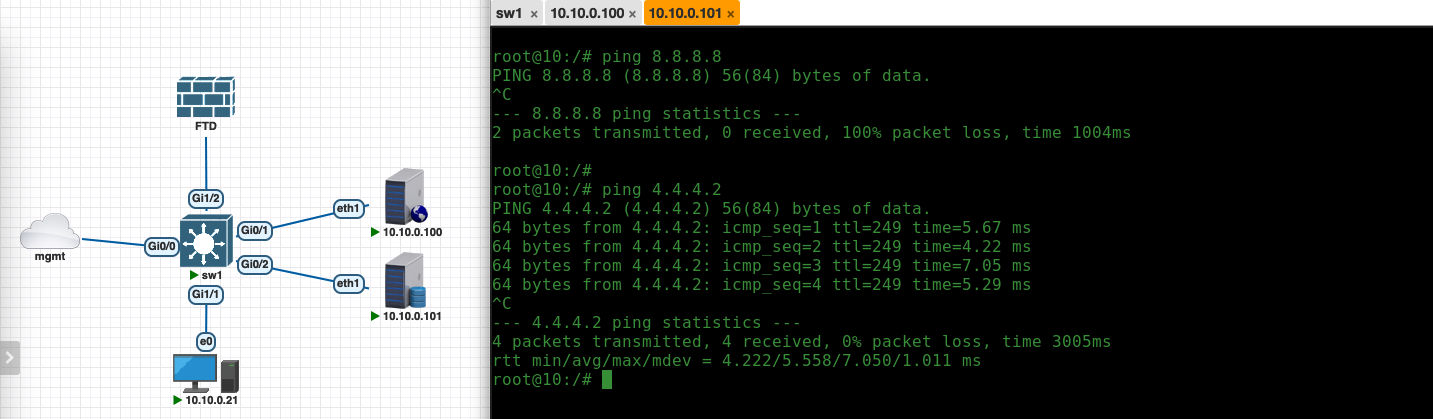 FTD
Gi1/2
mgmt
Gi0/0
Gi0/1
eth1
10.10.0.100
sw1
Gi0/2
eth1
10.10.0.101
Gi1/1
e0
10.10.0.21
sw1 × 10.10.0.100 × 10.10.0.101 ×
root@10:/# ping 8.8.8.8
PING 8.8.8.8 (8.8.8.8) 56(84) bytes of data.
^C
--- 8.8.8.8 ping statistics ---
2 packets transmitted, 0 received, 100% packet loss, time 1004ms
root@10:/#
root@10:/# ping 4.4.4.2
PING 4.4.4.2 (4.4.4.2) 56(84) bytes of data.
64 bytes from 4.4.4.2: icmp_seq=1 ttl=249 time=5.67 ms
64 bytes from 4.4.4.2: icmp_seq=2 ttl=249 time=4.22 ms
64 bytes from 4.4.4.2: icmp_seq=3 ttl=249 time=7.05 ms
64 bytes from 4.4.4.2: icmp_seq=4 ttl=249 time=5.29 ms
^C
--- 4.4.4.2 ping statistics ---
4 packets transmitted, 4 received, 0% packet loss, time 3005ms
rtt min/avg/max/mdev = 4.222/5.558/7.050/1.011 ms
root@10:/#